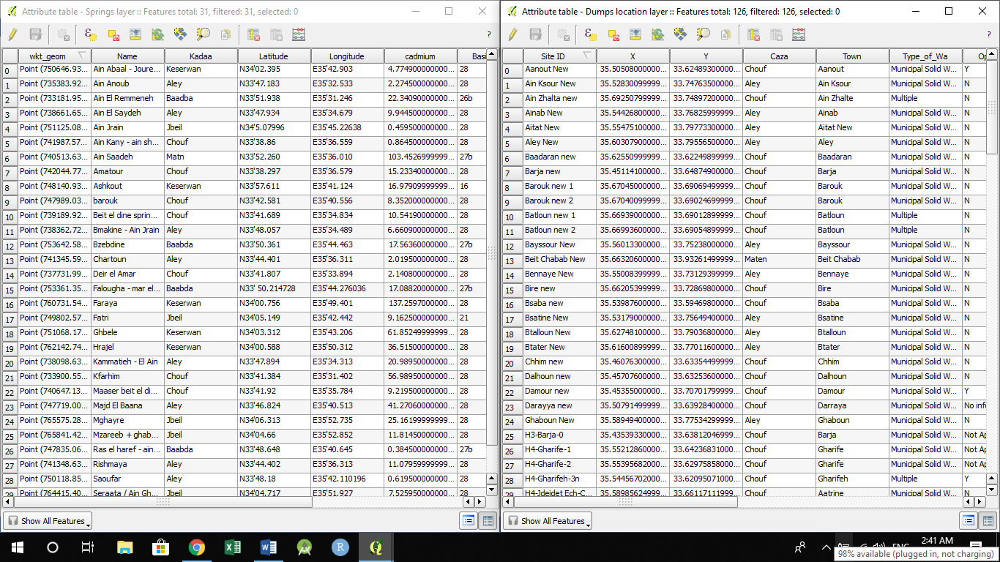 Attribute table - Springs layer :: Features total: 31, filtered: 31, selected: 0
?
wkt_geom Name Kadaa Latitude Longitude cadmium Basi
0 Point (750646.93... Ain Abaal - Joure... Keserwan N34'02.395 E35'42.903 4.774900000000... 28
1 Point (735383.92... Ain Anoub Aley N33'47.183 E35'32.533 2.274500000000... 28
2 Point (733181.95... Ain El Remmeneh Baadba N33'51.938 E35'31.246 22.34090000000... 26b
3 Point (738661.65... Ain El Saydeh Aley N33'47.934 E35'34.679 9.944500000000... 28
4 Point (751125.08... Ain Jrain Jbeil N34'5.07996 E35'45.22638 0.459500000000... 28
5 Point (741987.57... Ain Kany - ain sh... Chouf N33'38.86 E35'36.559 0.864500000000... 28
6 Point (740513.63... Ain Saadeh Matn N33'52.260 E35'36.010 103.4526999999... 27b
7 Point (742044.77... Amatour Chouf N33'38.297 E35'36.579 15.23340000000... 28
8 Point (748140.93... Ashkout Keserwan N33'57.611 E35'41.124 16.97909999999... 16
9 Point (747989.03... barouk Chouf N33'42.581 E35'40.556 8.352000000000... 28
10 Point (739189.92... Beit el dine sprin... Chouf N33'41.689 E35'34.834 10.54190000000... 28
11 Point (738362.72... Bmakine - Ain Jrain Aley N33'48.057 E35'34.489 6.660900000000... 28
12 Point (753642.58... Bzebdine Baabda N33'50.361 E35'44.463 17.56360000000... 27b
13 Point (741345.59... Chartoun Aley N33'44.401 E35'36.311 2.019500000000... 28
14 Point (737731.99... Deir el Amar Chouf N33'41.807 E35'33.894 2.140800000000... 28
15 Point (753361.35... Falougha - mar el... Baabda N33' 50.214728 E35'44.276036 17.08820000000... 27b
16 Point (760731.54... Faraya Keserwan N34'00.756 E35'49.401 137.2597000000... 28
17 Point (749802.57... Fatri Jbeil N34'05.149 E35'42.442 9.162500000000... 21
18 Point (751068.17... Ghbele Keserwan N34'03.312 E35'43.206 61.85249999999... 28
19 Point (762142.74... Hrajel Keserwan N34'00.588 E35'50.312 36.51500000000... 28
20 Point (738098.63... Kammatieh - El Ain Aley N33'47.894 E35'34.313 20.98950000000... 28
21 Point (733900.55... Kfarhim Chouf N33'41.384 E35'31.402 56.98950000000... 28
22 Point (740647.13... Maaser beit el di... Chouf N33'41.92 E35'35.784 9.219500000000... 28
23 Point (747719.00... Majd El Baana Aley N33'46.824 E35'40.513 41.27060000000... 28
24 Point (765575.28... Mghayre Jbeil N34'06.313 E35'52.735 25.16199999999... 28
25 Point (765841.42... Mzareeb + ghab... Jbeil N34'04.66 E35'52.852 11.81450000000... 28
26 Point (747835.06... Ras el haref - ain... Baabda N33'48.648 E35'40.645 0.384500000000... 27b
27 Point (741348.63... Rishmaya Aley N33'44.402 E35'36.313 11.07959999999... 28
28 Point (750118.85... Saoufar Aley N33'48.18 E35'42.110196 0.619500000000... 28
29 Point (764415.40... Seraata / Ain Gh... Jbeil N34'04.717 E35'51.927 7.525950000000... 28
Show All Features
Attribute table - Dumps location layer :: Features total: 126, filtered: 126, selected: 0
?
Site ID X Y Caza Town Type_of_Wa Op
0 Aanout New 35.50508000000... 33.62489300000... Chouf Aanout Municipal Solid W... Y
1 Ain Ksour New 35.52830099999... 33.74763500000... Aley Ain Ksour Municipal Solid W... N
2 Ain Zhalta new 35.69250799999... 33.74897200000... Chouf Ain Zhalte Multiple N
3 Ainab New 35.54426800000... 33.76825999999... Aley Ainab Municipal Solid W... N
4 Aitat New 35.55475100000... 33.79773300000... Aley Aitat New Municipal Solid W... N
5 Aley New 35.60307900000... 33.79556500000... Aley Aley Municipal Solid W... N
6 Baadaran new 35.62550999999... 33.62249899999... Chouf Baadaran Municipal Solid W... N
7 Barja new 35.45114100000... 33.64874900000... Chouf Barja Municipal Solid W... N
8 Barouk new 1 35.67045000000... 33.69069499999... Chouf Barouk Municipal Solid W... N
9 Barouk new 2 35.67040099999... 33.69024699999... Chouf Barouk Municipal Solid W... N
10 Batloun new 1 35.66939000000... 33.69012899999... Chouf Batloun Multiple N
11 Batloun new 2 35.66993600000... 33.69054899999... Chouf Batloun Multiple N
12 Bayssour New 35.56013300000... 33.75238000000... Aley Bayssour Municipal Solid W... N
13 Beit Chabab New 35.66320600000... 33.93261499999... Maten Beit Chabab Municipal Solid W... N
14 Bennaye New 35.55008399999... 33.73129399999... Aley Bennaye Municipal Solid W... N
15 Bire new 35.66205399999... 33.72869800000... Chouf Bire Municipal Solid W... N
16 Bsaba new 35.53987600000... 33.59469800000... Chouf Bsaba Municipal Solid W... N
17 Bsatine New 35.53179000000... 33.75649400000... Aley Bsatine Municipal Solid W... N
18 Btalloun New 35.62748100000... 33.79036800000... Aley Btalloun Municipal Solid W... N
19 Btater New 35.61600899999... 33.77011600000... Aley Btater Municipal Solid W... N
20 Chhim new 35.46076300000... 33.63354499999... Chouf Chhim Municipal Solid W... N
21 Dalhoun new 35.45707600000... 33.63253600000... Chouf Dalhoun Municipal Solid W... N
22 Damour new 35.45355000000... 33.70701799999... Chouf Damour Municipal Solid W... Y
23 Darayya new 35.50791499999... 33.63928400000... Chouf Darraya Municipal Solid W... No info
24 Ghaboun New 35.58949400000... 33.77534299999... Aley Ghaboun Municipal Solid W... N
25 H3-Barja-0 35.43539330000... 33.63812046999... Chouf Barja Municipal Solid W... Not Ap
26 H4-Gharife-1 35.55212860000... 33.64236831000... Chouf Gharife Municipal Solid W... Not Ap
27 H4-Gharife-2 35.55395682000... 33.62975858000... Chouf Gharife Municipal Solid W... Not Ap
28 H4-Gharifeh-3n 35.54456702000... 33.62095071000... Chouf Gharifeh Multiple Y
29 H4-Jdeidet Ech-C... 35.58985624999... 33.66117111999... Chouf Aatrine Municipal Solid W... N
Show All Features
2:41 AM
98% available (plugged in, not charging)